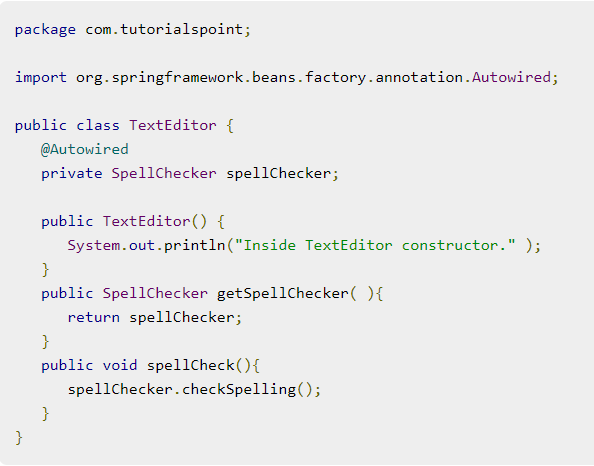 package com.tutorialspoint;
import org.springframework.beans.factory.annotation.Autowired;
public class TextEditor {
@Autowired
private SpellChecker spellChecker;
public TextEditor() {
System.out.println("Inside TextEditor constructor." );
}
public SpellChecker getSpellChecker( ){
return spellChecker;
}
public void spellCheck(){
spellChecker.checkSpelling();
}
}